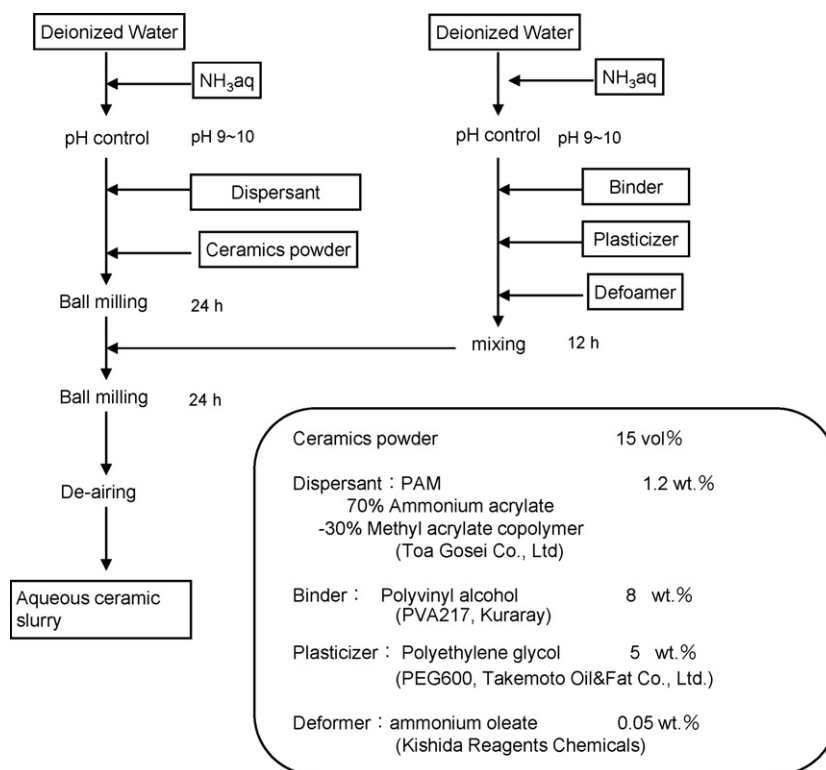 Deionized Water
NH₃aq
pH control pH 9~10
Dispersant
Ceramics powder
Ball milling 24 h
Deionized Water
NH₃aq
pH control pH 9~10
Binder
Plasticizer
Defoamer
mixing 12 h
Ball milling 24 h
De-airing
Aqueous ceramic
slurry
Ceramics powder 15 vol%
Dispersant : PAM 1.2 wt.%
70% Ammonium acrylate
-30% Methyl acrylate copolymer
(Toa Gosei Co., Ltd)
Binder : Polyvinyl alcohol 8 wt.%
(PVA217, Kuraray)
Plasticizer : Polyethylene glycol 5 wt.%
(PEG600, Takemoto Oil&Fat Co., Ltd.)
Deformer : ammonium oleate 0.05 wt.%
(Kishida Reagents Chemicals)